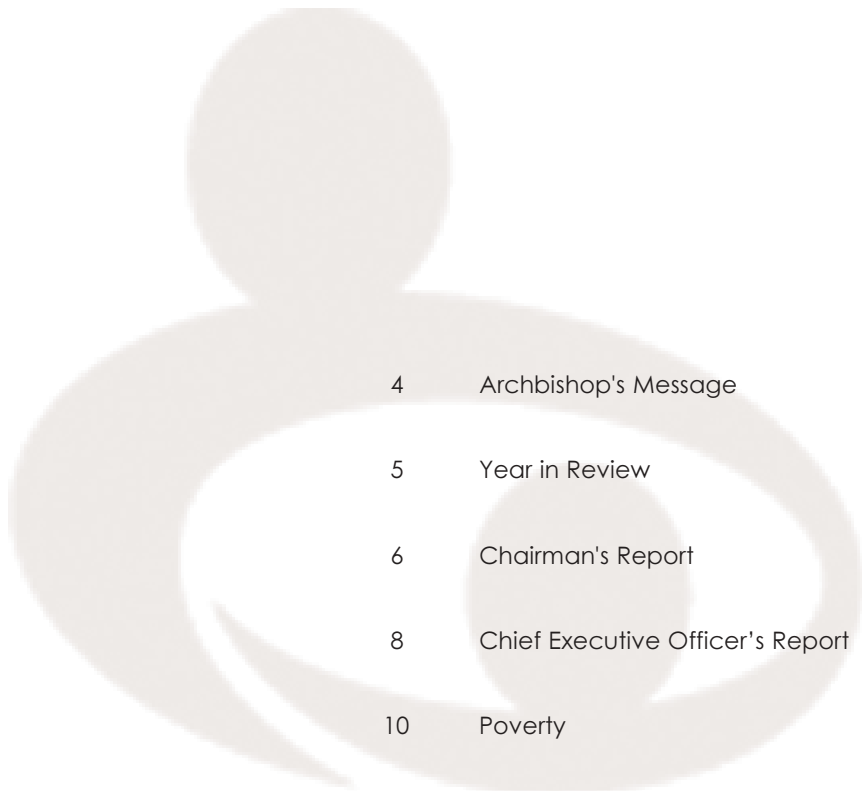 4 Archbishop's Message
5 Year in Review
6 Chairman's Report
8 Chief Executive Officer’s Report
10 Poverty